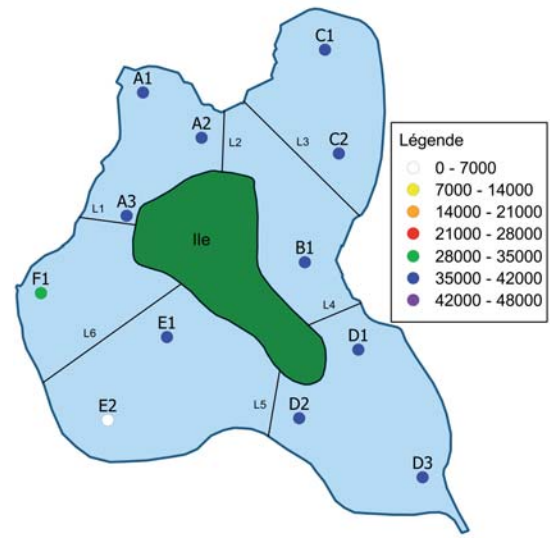 C1
A1
A2
L2
L3
C2
Légende
0 - 7000
7000 - 14000
14000 - 21000
21000 - 28000
28000 - 35000
35000 - 42000
42000 - 48000
L1
A3
Ile
B1
F1
L4
L6
E1
D1
E2
L5
D2
D3